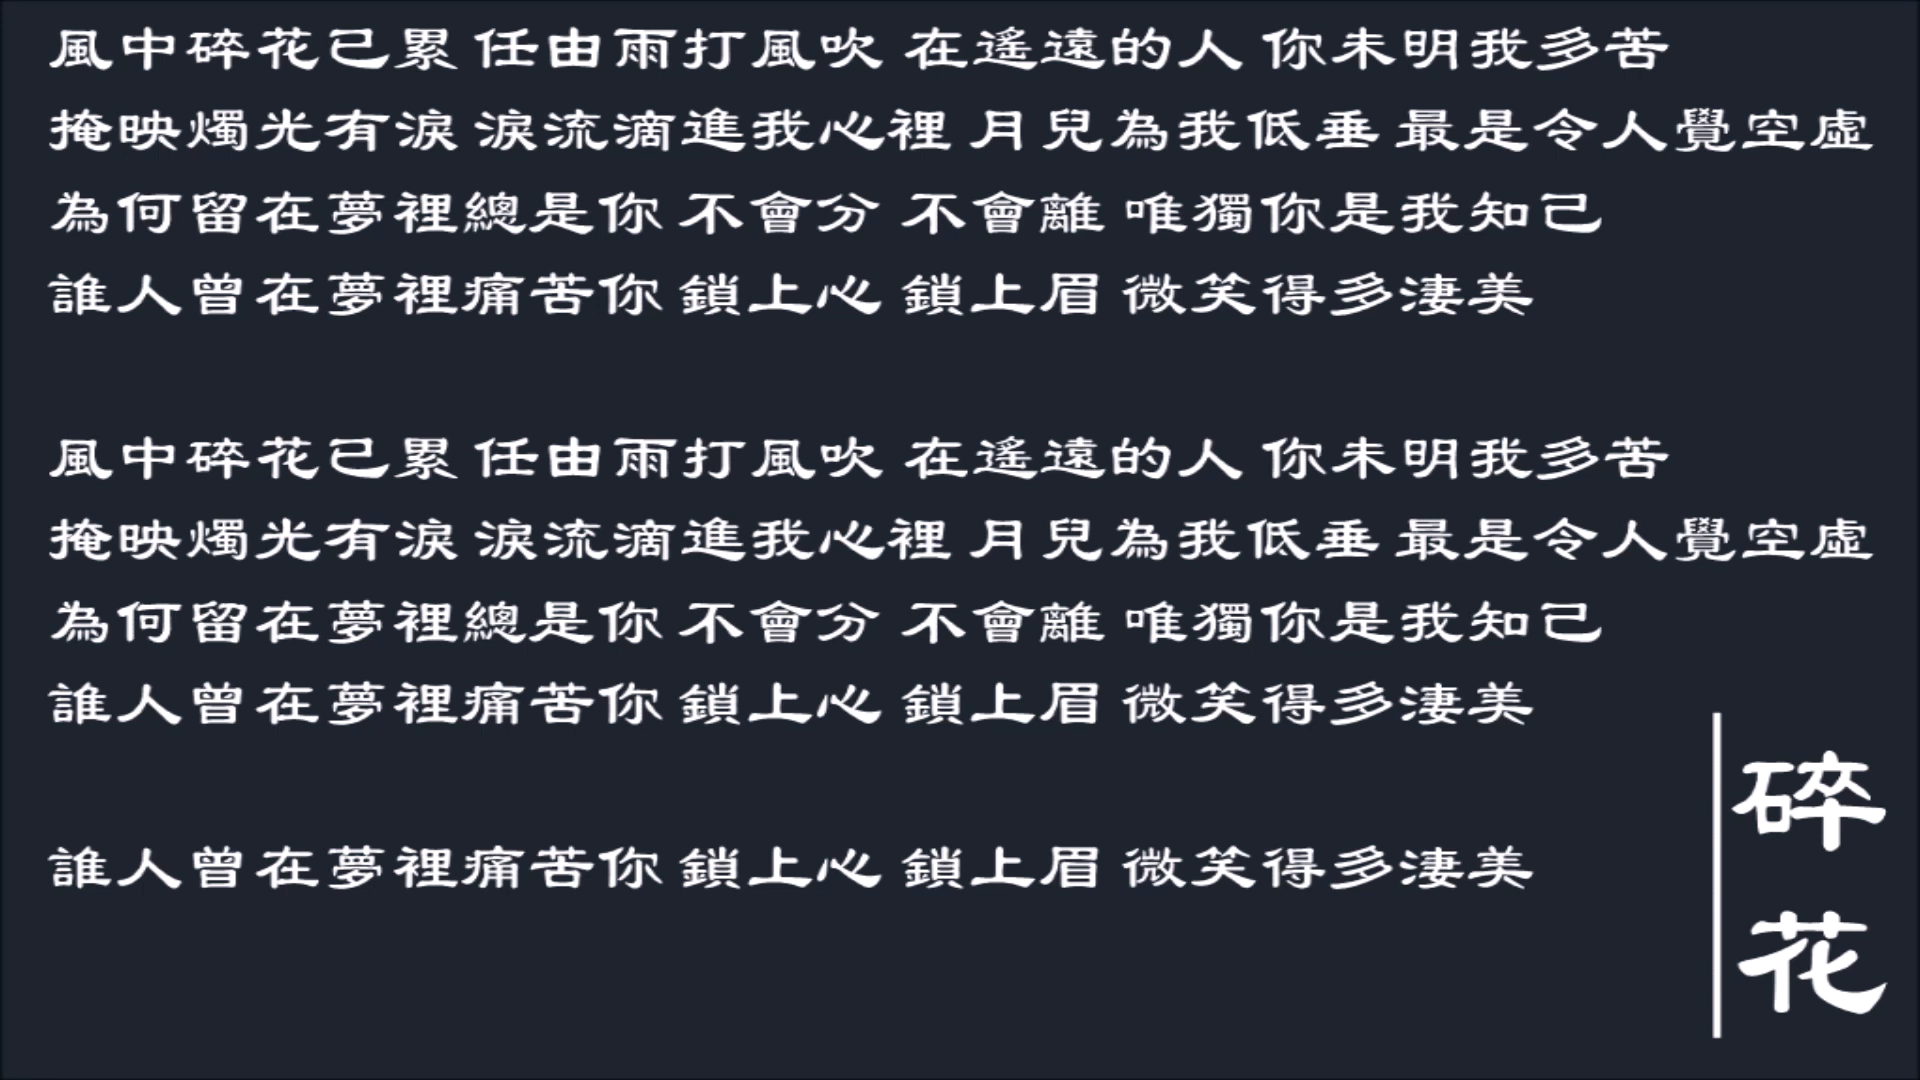 風中碎花已累 任由雨打風吹 在遙遠的人 你未明我多苦
掩映燭光有淚 淚流滴進我心裡 月兒為我低垂 最是令人覺空虛
為何留在夢裡總是你 不會分 不會離 唯獨你是我知己
誰人曾在夢裡痛苦你 鎖上心 鎖上眉 微笑得多淒美
風中碎花已累 任由雨打風吹 在遙遠的人 你未明我多苦
掩映燭光有淚 淚流滴進我心裡 月兒為我低垂 最是令人覺空虛
為何留在夢裡總是你 不會分 不會離 唯獨你是我知己
誰人曾在夢裡痛苦你 鎖上心 鎖上眉 微笑得多淒美
誰人曾在夢裡痛苦你 鎖上心 鎖上眉 微笑得多淒美
碎花